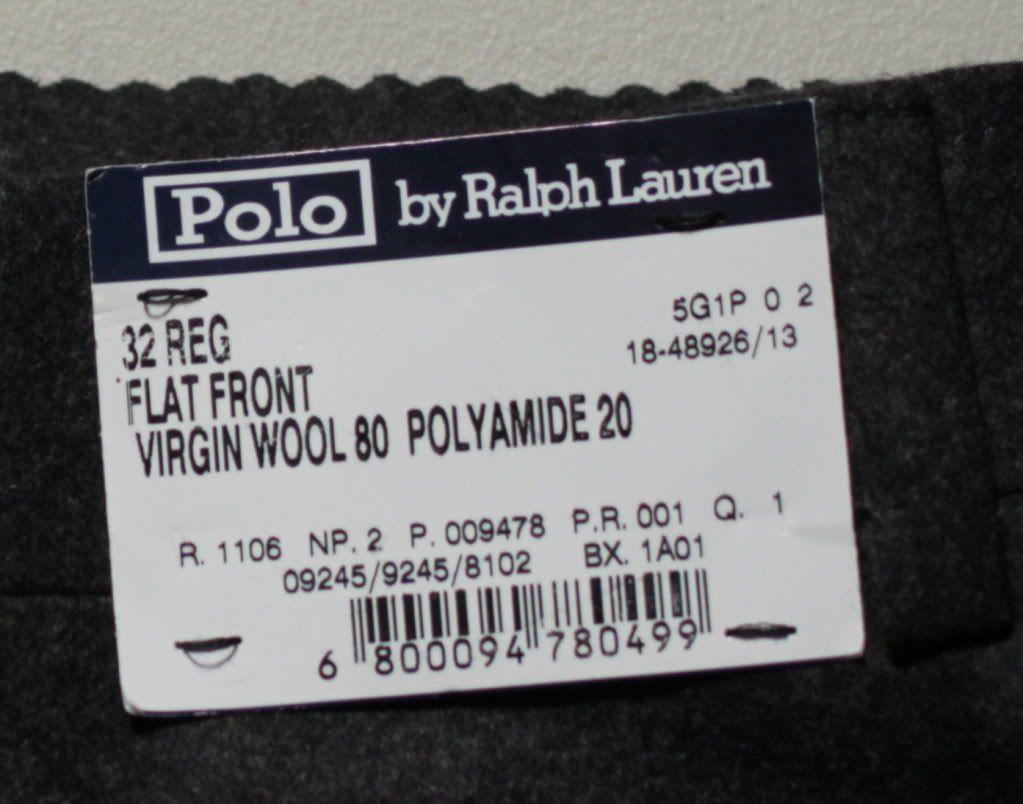 Polo by Ralph Lauren
5G1P 0 2
32 REG
18-48926/13
FLAT FRONT
VIRGIN WOOL 80 POLYAMIDE 20
R. 1106 NP. 2 P. 009478 P.R. 001 Q. 1
09245/9245/8102 BX. 1A01
6 800094 780499